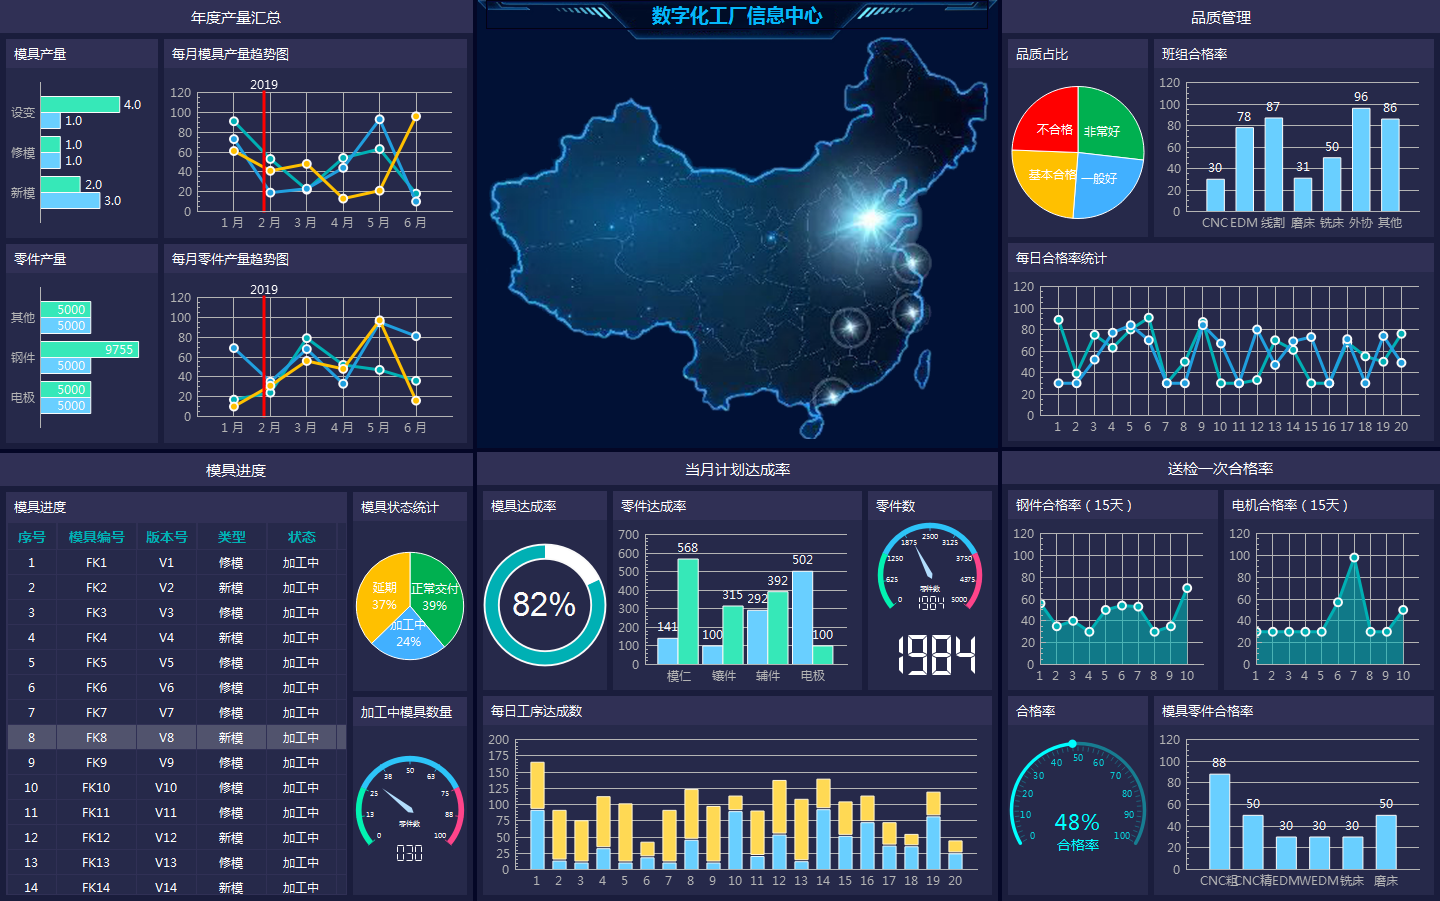 年度产量汇总
模具产量
设变
4.0
1.0
修模
1.0
1.0
新模
2.0
3.0
每月模具产量趋势图
2019
120
100
80
60
40
20
0
1 月 2 月 3 月 4 月 5 月 6 月
零件产量
其他
5000
5000
钢件
9755
5000
电极
5000
5000
每月零件产量趋势图
2019
120
100
80
60
40
20
0
1 月 2 月 3 月 4 月 5 月 6 月
数字化工厂信息中心
品质管理
品质占比
不合格
非常好
基本合格
一般好
班组合格率
120
100
80
60
40
20
0
30 78 87 31 50 96 86
CNC EDM 线割 磨床 铣床 外协 其他
每日合格率统计
120
100
80
60
40
20
0
1 2 3 4 5 6 7 8 9 10 11 12 13 14 15 16 17 18 19 20
模具进度
模具进度
序号 模具编号 版本号 类型 状态
1 FK1 V1 修模 加工中
2 FK2 V2 新模 加工中
3 FK3 V3 修模 加工中
4 FK4 V4 新模 加工中
5 FK5 V5 修模 加工中
6 FK6 V6 修模 加工中
7 FK7 V7 修模 加工中
8 FK8 V8 新模 加工中
9 FK9 V9 修模 加工中
10 FK10 V10 修模 加工中
11 FK11 V11 修模 加工中
12 FK12 V12 新模 加工中
13 FK13 V13 修模 加工中
14 FK14 V14 新模 加工中
模具状态统计
延期
37%
正常交付
39%
加工中
24%
加工中模具数量
0 13 25 38 50 63 75 88 100
零件数
030
当月计划达成率
模具达成率
82%
零件达成率
700
600
500
400
300
200
100
0
141 568 100 315 292 392 502 100
模仁 镶件 辅件 电极
零件数
0 625 1250 1875 2500 3125 3750 4375 5000
零件数
1984
1984
每日工序达成数
200
175
150
125
100
75
50
25
0
1 2 3 4 5 6 7 8 9 10 11 12 13 14 15 16 17 18 19 20
送检一次合格率
钢件合格率（15天）
120
100
80
60
40
20
0
1 2 3 4 5 6 7 8 9 10
电机合格率（15天）
120
100
80
60
40
20
0
1 2 3 4 5 6 7 8 9 10
合格率
0 10 20 30 40 50 60 70 80 90 100
48%
合格率
模具零件合格率
120
100
80
60
40
20
0
88 50 30 30 30 50
CNC粗 CNC精 EDM WEDM 铣床 磨床